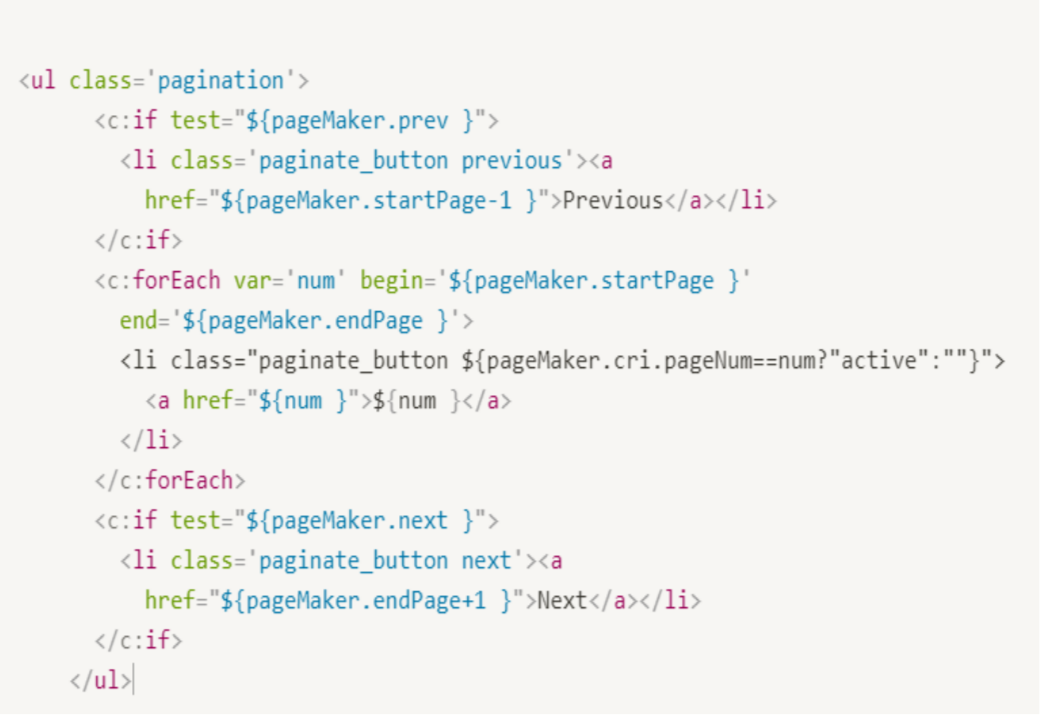 <ul class='pagination'>
<c:if test="${pageMaker.prev }">
<li class='paginate_button previous'><a
href="${pageMaker.startPage-1 }">Previous</a></li>
</c:if>
<c:forEach var='num' begin='${pageMaker.startPage }'
end='${pageMaker.endPage }'>
<li class="paginate_button ${pageMaker.cri.pageNum==num?"active":""}">
<a href="${num }">${num }</a>
</li>
</c:forEach>
<c:if test="${pageMaker.next }">
<li class='paginate_button next'><a
href="${pageMaker.endPage+1 }">Next</a></li>
</c:if>
</ul>